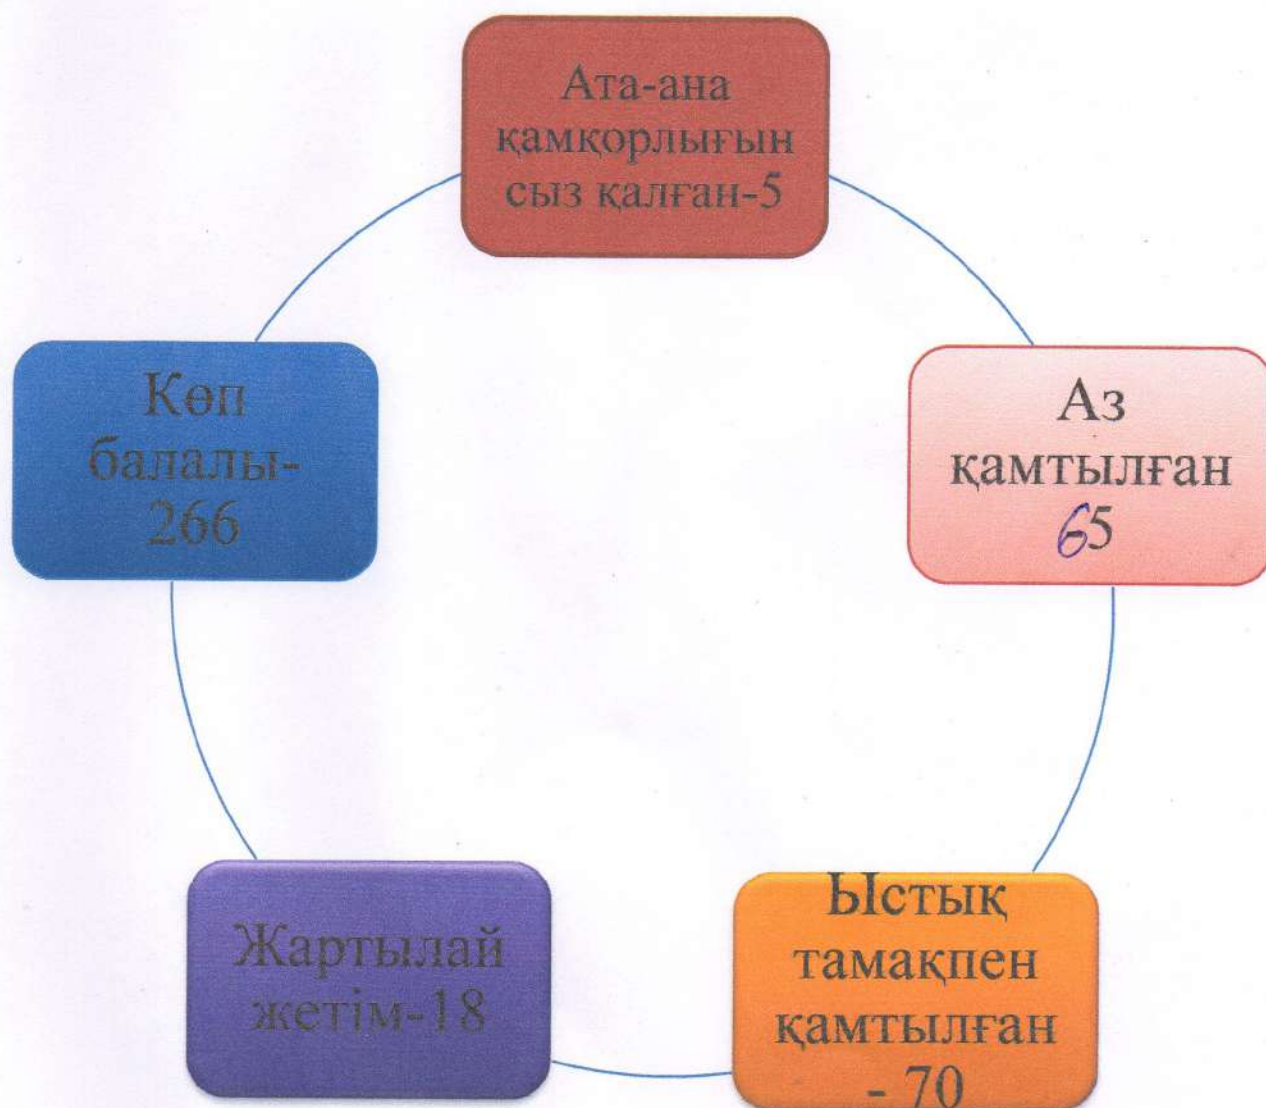 Ата-ана
қамқорлығын
сыз қалған-5
Көп
балалы-
266
Аз
қамтылған
65
Жартылай
жетім-18
Ыстық
тамақпен
қамтылған
- 70